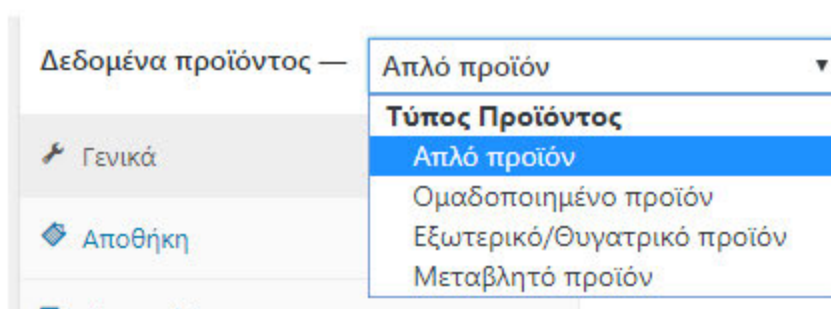 Δεδομένα προϊόντος —
Απλό προϊόν
Τύπος Προϊόντος
Απλό προϊόν
Ομαδοποιημένο προϊόν
Εξωτερικό/Θυγατρικό προϊόν
Μεταβλητό προϊόν
Γενικά
Αποθήκη